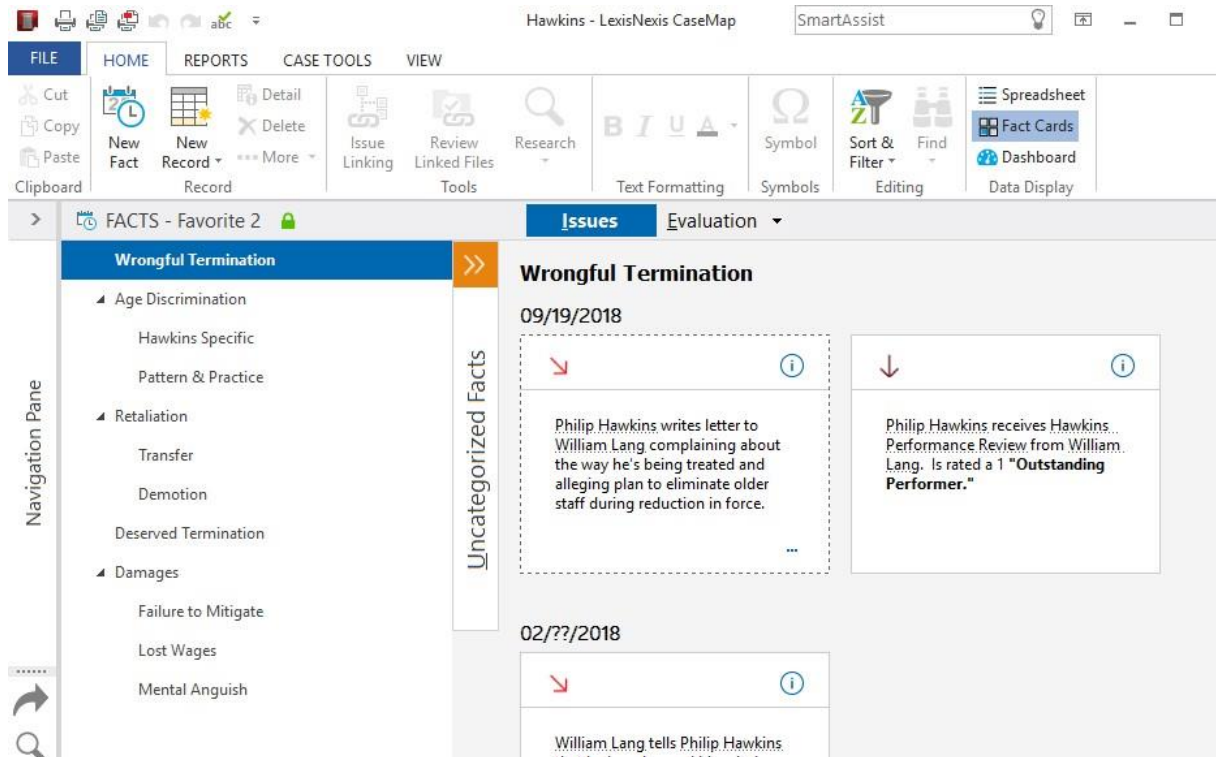 Hawkins - LexisNexis CaseMap
SmartAssist
abc
FILE
HOME
REPORTS
CASE TOOLS
VIEW
Cut
Copy
Paste
Clipboard
New Fact
New Record
Detail
Delete
More
Record
Issue Linking
Review Linked Files
Tools
Research
B I U A
Text Formatting
Symbol
Symbols
Sort & Filter
Find
Editing
Spreadsheet
Fact Cards
Dashboard
Data Display
FACTS - Favorite 2
Issues
Evaluation
Navigation Pane
Wrongful Termination
Age Discrimination
Hawkins Specific
Pattern & Practice
Retaliation
Transfer
Demotion
Deserved Termination
Damages
Failure to Mitigate
Lost Wages
Mental Anguish
Uncategorized Facts
Wrongful Termination
09/19/2018
Philip Hawkins writes letter to
William Lang complaining about
the way he's being treated and
alleging plan to eliminate older
staff during reduction in force.
...
Philip Hawkins receives Hawkins
Performance Review from William
Lang. Is rated a 1 "Outstanding
Performer."
02/??/2018
William Lang tells Philip Hawkins